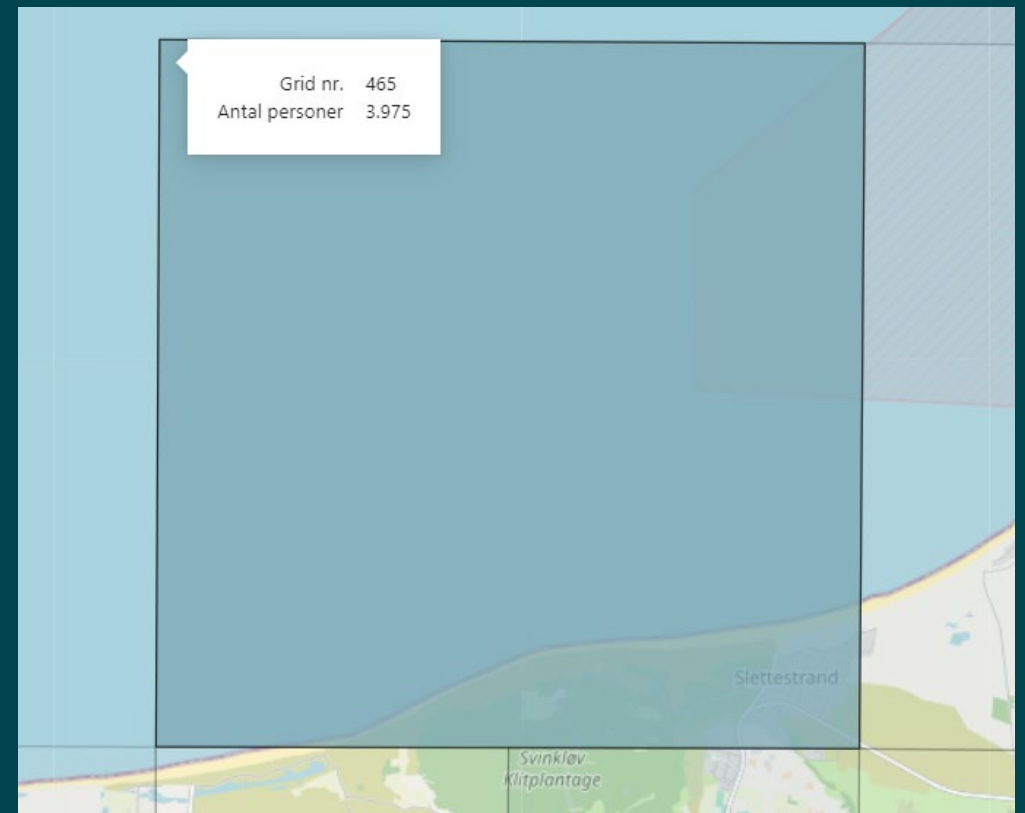 Grid nr. 465
Antal personer 3.975
Slettestrand
Svinkløv
Klitplantage